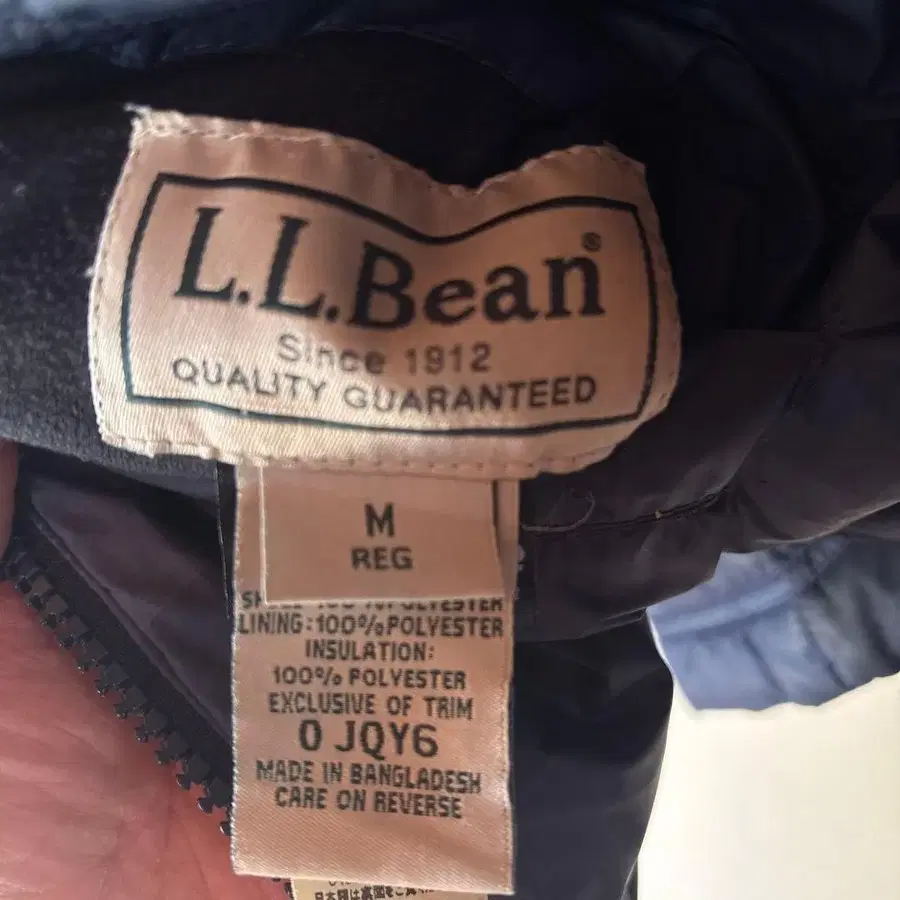 L.L.Bean®
Since 1912
QUALITY GUARANTEED
M
REG
LINING:100%POLYESTER
INSULATION:
100% POLYESTER
EXCLUSIVE OF TRIM
0 JQY6
MADE IN BANGLADESH
CARE ON REVERSE